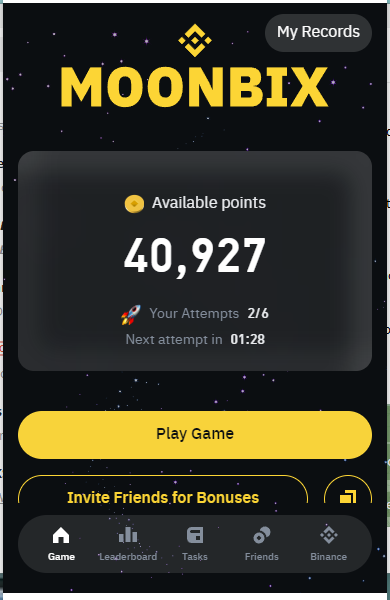 My Records
MOONBIX
Available points
40,927
Your Attempts 2/6
Next attempt in 01:28
Play Game
Invite Friends for Bonuses
Game Leaderboard Tasks Friends Binance